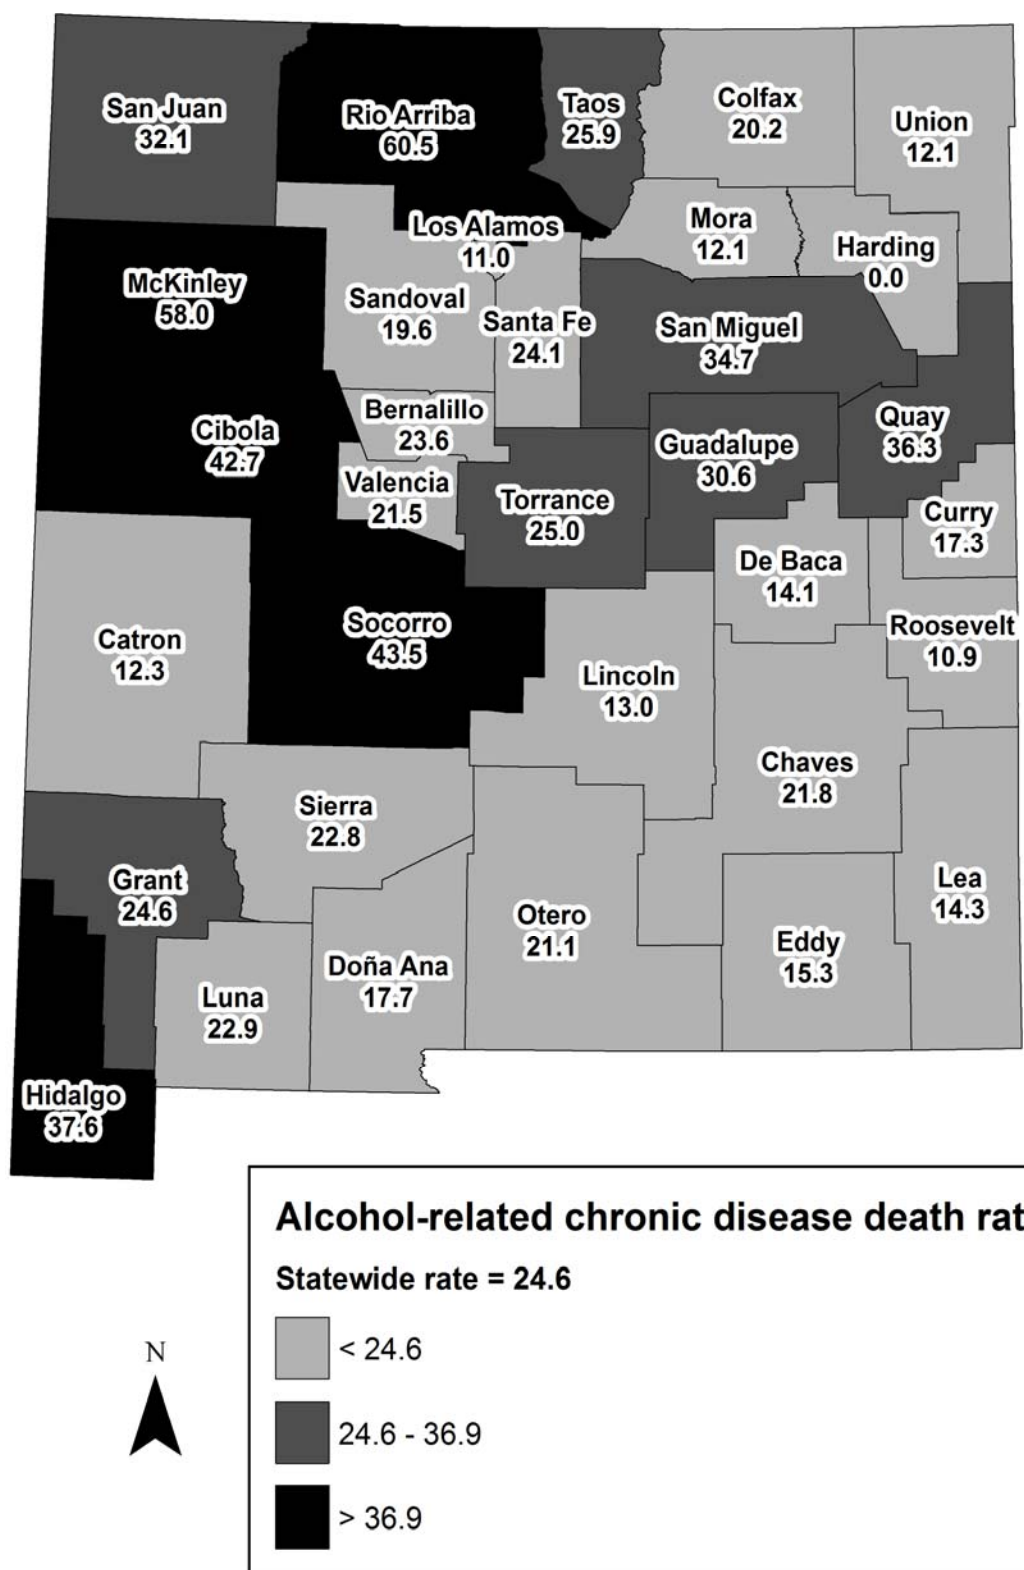 San Juan
32.1
Rio Arriba
60.5
Taos
25.9
Colfax
20.2
Union
12.1
Los Alamos
11.0
Mora
12.1
Harding
0.0
McKinley
58.0
Sandoval
19.6
Santa Fe
24.1
San Miguel
34.7
Cibola
42.7
Bernalillo
23.6
Guadalupe
30.6
Quay
36.3
Valencia
21.5
Torrance
25.0
Curry
17.3
De Baca
14.1
Catron
12.3
Socorro
43.5
Lincoln
13.0
Roosevelt
10.9
Sierra
22.8
Chaves
21.8
Grant
24.6
Otero
21.1
Lea
14.3
Luna
22.9
Doña Ana
17.7
Eddy
15.3
Hidalgo
37.6
Alcohol-related chronic disease death rat
Statewide rate = 24.6
< 24.6
24.6 - 36.9
> 36.9
N